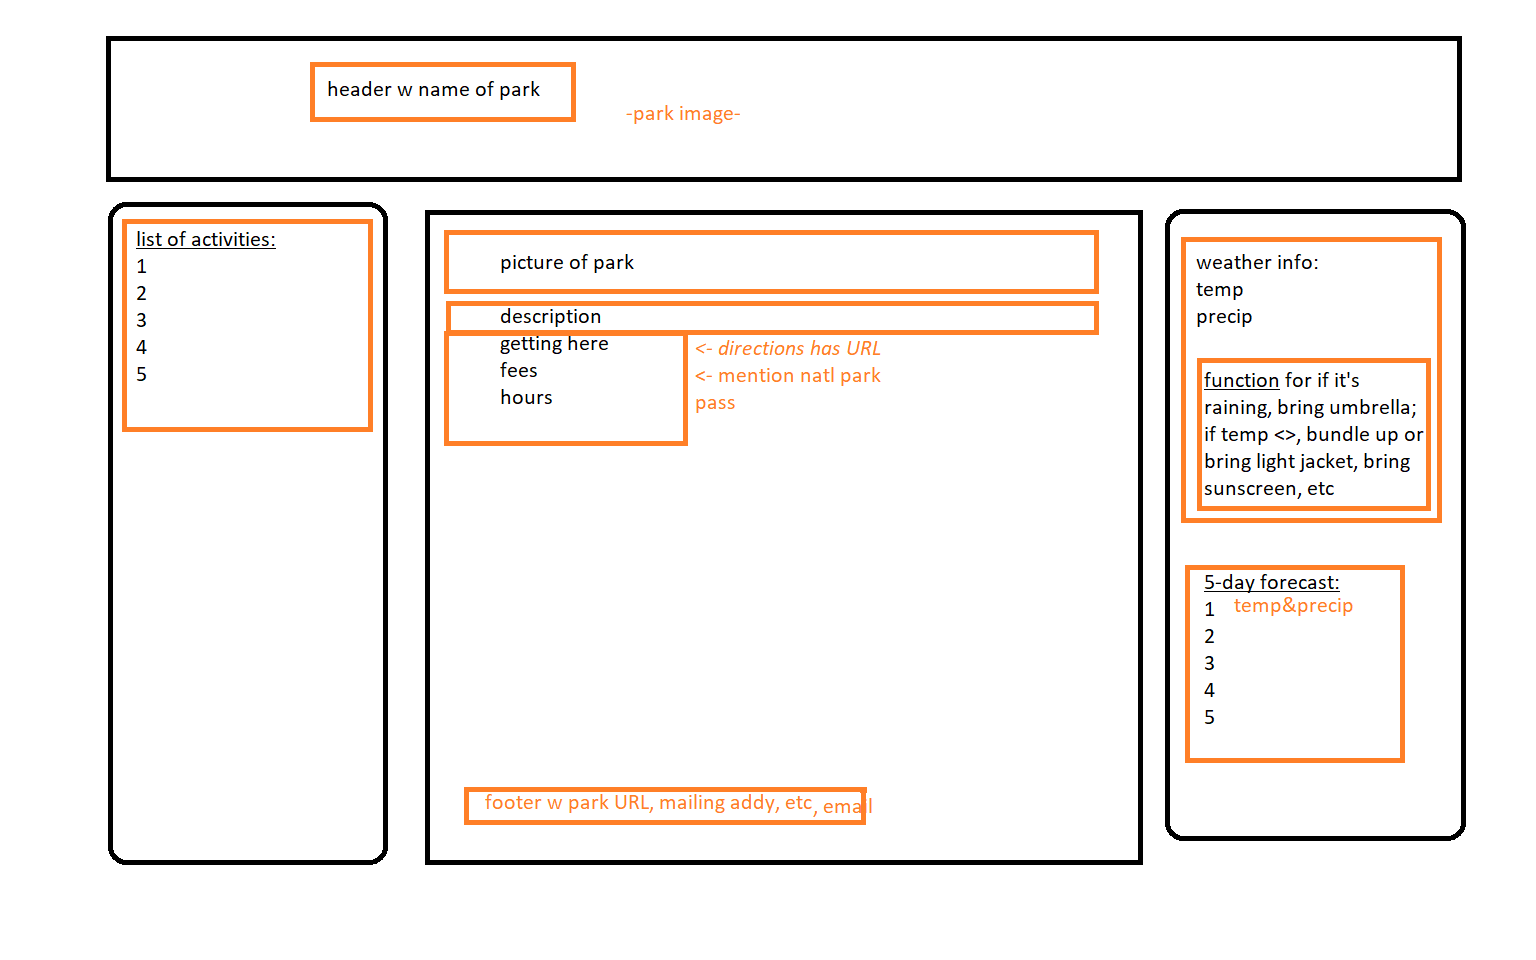 header w name of park
-park image-
list of activities:
1
2
3
4
5
picture of park
description
getting here
fees
hours
<- directions has URL
<- mention natl park
pass
footer w park URL, mailing addy, etc, email
weather info:
temp
precip
function for if it's
raining, bring umbrella;
if temp <>, bundle up or
bring light jacket, bring
sunscreen, etc
5-day forecast:
1 temp&precip
2
3
4
5